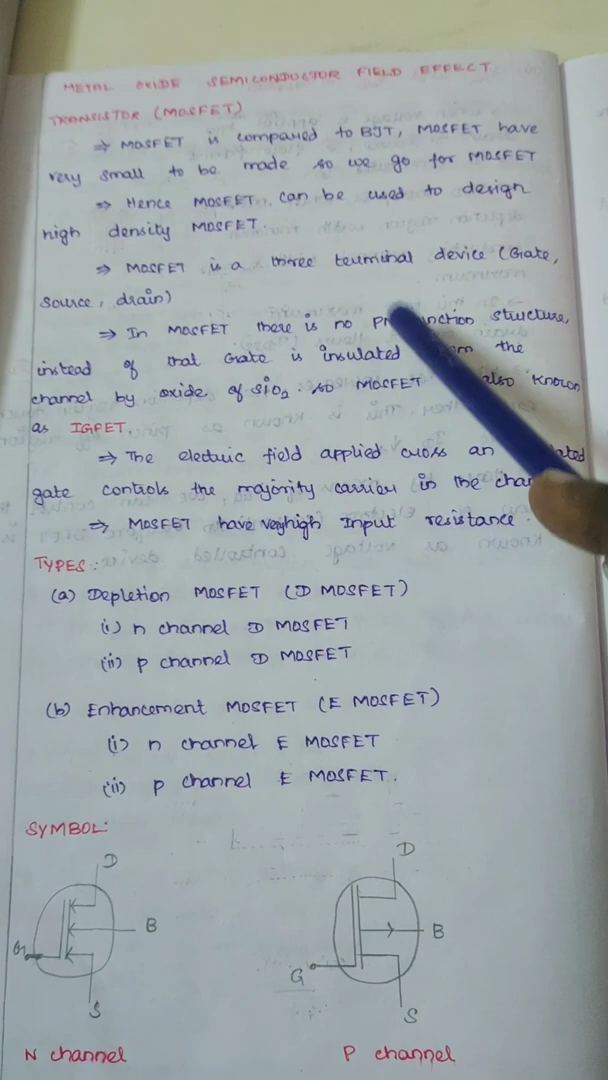 METAL OXIDE SEMICONDUCTOR FIELD EFFECT
TRANSISTOR (MOSFET)
⇒ MOSFET is compared to BJT, MOSFET have
very small to be made so we go for MOSFET
⇒ Hence MOSFET can be used to design
high density MOSFET.
⇒ MOSFET is a three terminal device (Gate,
source, drain)
⇒ In MOSFET there is no structure,
instead of that Gate is insulated the
channel by oxide of SiO2. so MOSFET also known
as IGFET.
⇒ The electric field applied cross an
gate controls the majority carrier in the
⇒ MOSFET have veryhigh Input resistance.
TYPES:
(a) Depletion MOSFET (D MOSFET)
(i) n channel D MOSFET
(ii) p channel D MOSFET
(b) Enhancement MOSFET (E MOSFET)
(i) n channel E MOSFET
(ii) p channel E MOSFET.
SYMBOL:
D D
B B
G G
S S
N channel P channel